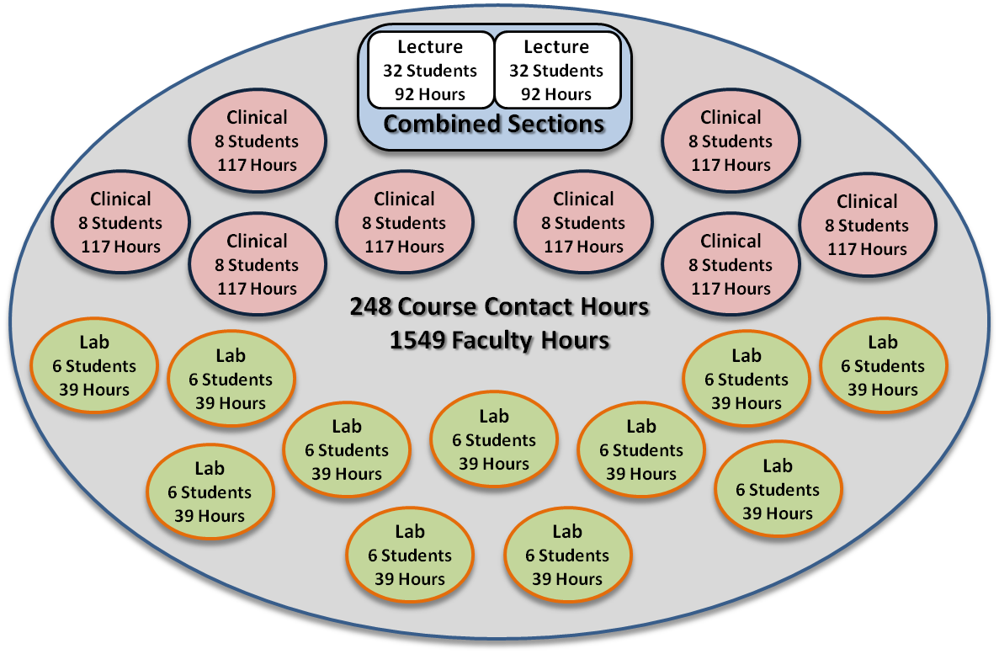 Lecture
32 Students
92 Hours
Lecture
32 Students
92 Hours
Combined Sections
Clinical
8 Students
117 Hours
Clinical
8 Students
117 Hours
Clinical
8 Students
117 Hours
Clinical
8 Students
117 Hours
Clinical
8 Students
117 Hours
Clinical
8 Students
117 Hours
Clinical
8 Students
117 Hours
Clinical
8 Students
117 Hours
248 Course Contact Hours
1549 Faculty Hours
Lab
6 Students
39 Hours
Lab
6 Students
39 Hours
Lab
6 Students
39 Hours
Lab
6 Students
39 Hours
Lab
6 Students
39 Hours
Lab
6 Students
39 Hours
Lab
6 Students
39 Hours
Lab
6 Students
39 Hours
Lab
6 Students
39 Hours
Lab
6 Students
39 Hours
Lab
6 Students
39 Hours